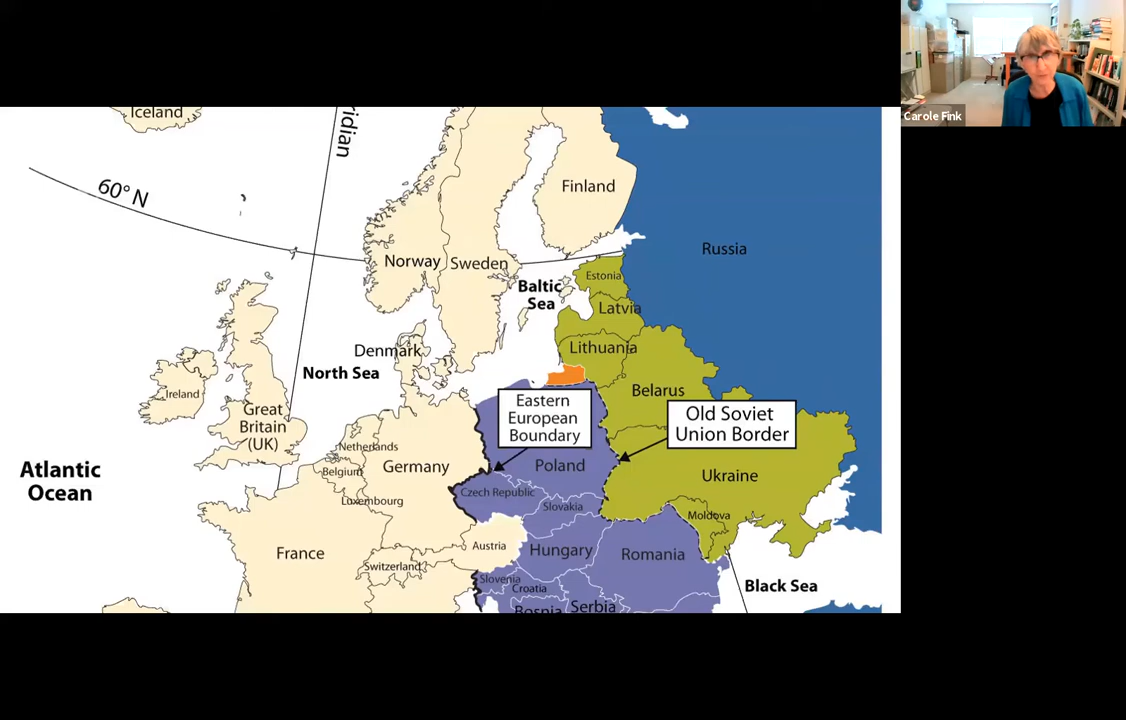 Carole Fink
Iceland
ridian
60°N
Finland
Russia
Norway
Sweden
Estonia
Baltic
Sea
Latvia
Denmark
Lithuania
North Sea
Ireland
Belarus
Great
Britain
(UK)
Eastern
European
Boundary
Old Soviet
Union Border
Netherlands
Belgium
Germany
Poland
Atlantic
Ocean
Ukraine
Luxembourg
Czech Republic
Slovakia
Moldova
France
Austria
Hungary
Romania
Switzerland
Slovenia
Croatia
Black Sea
Bosnia
Serbia